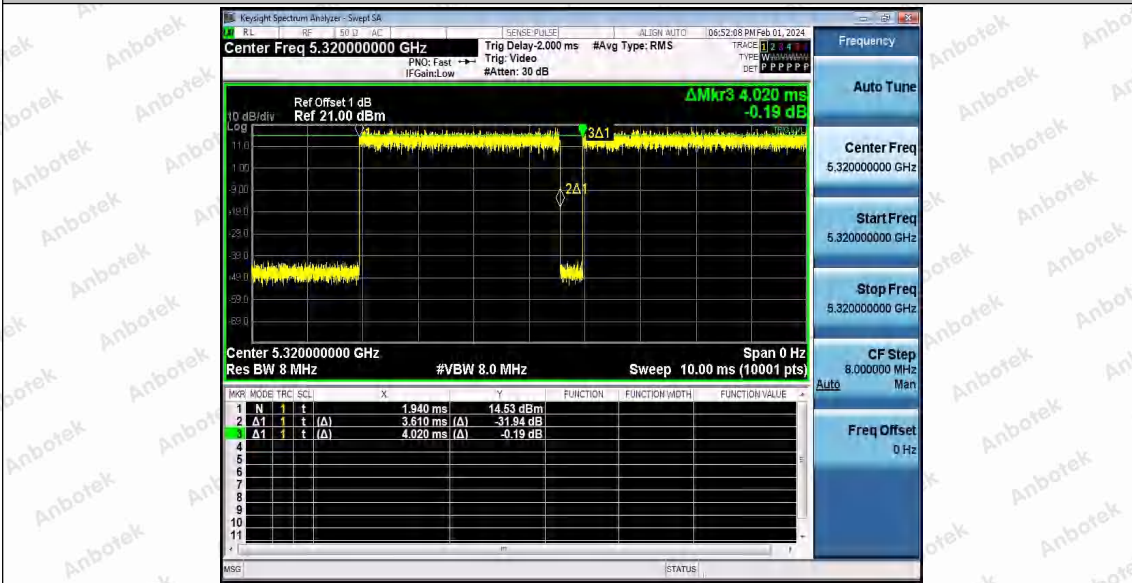 Keysight Spectrum Analyzer - Swept SA
RL RF 50 Ω AC SENSE:PULSE ALIGN AUTO 06:52:08 PM Feb 01, 2024
Center Freq 5.320000000 GHz
PNO: Fast
IFGain:Low
Trig Delay-2.000 ms
Trig: Video
#Atten: 30 dB
#Avg Type: RMS
TRACE 1 2 3 4 5 6
TYPE W
DET P P P P P P
Ref Offset 1 dB
10 dB/div Ref 21.00 dBm
ΔMkr3 4.020 ms
-0.19 dB
Log
11.0
1.00
-9.00
-19.0
-29.0
-39.0
-49.0
-59.0
-69.0
3Δ1
2Δ1
Center 5.320000000 GHz Span 0 Hz
Res BW 8 MHz #VBW 8.0 MHz Sweep 10.00 ms (10001 pts)
MKR MODE TRC SCL X Y FUNCTION FUNCTION WIDTH FUNCTION VALUE
1 N 1 t 1.940 ms 14.53 dBm
2 Δ1 1 t (Δ) 3.610 ms (Δ) -31.94 dB
3 Δ1 1 t (Δ) 4.020 ms (Δ) -0.19 dB
4
5
6
7
8
9
10
11
MSG STATUS
Frequency
Auto Tune
Center Freq
5.320000000 GHz
Start Freq
5.320000000 GHz
Stop Freq
5.320000000 GHz
CF Step
8.000000 MHz
Auto Man
Freq Offset
0 Hz
Anbotek